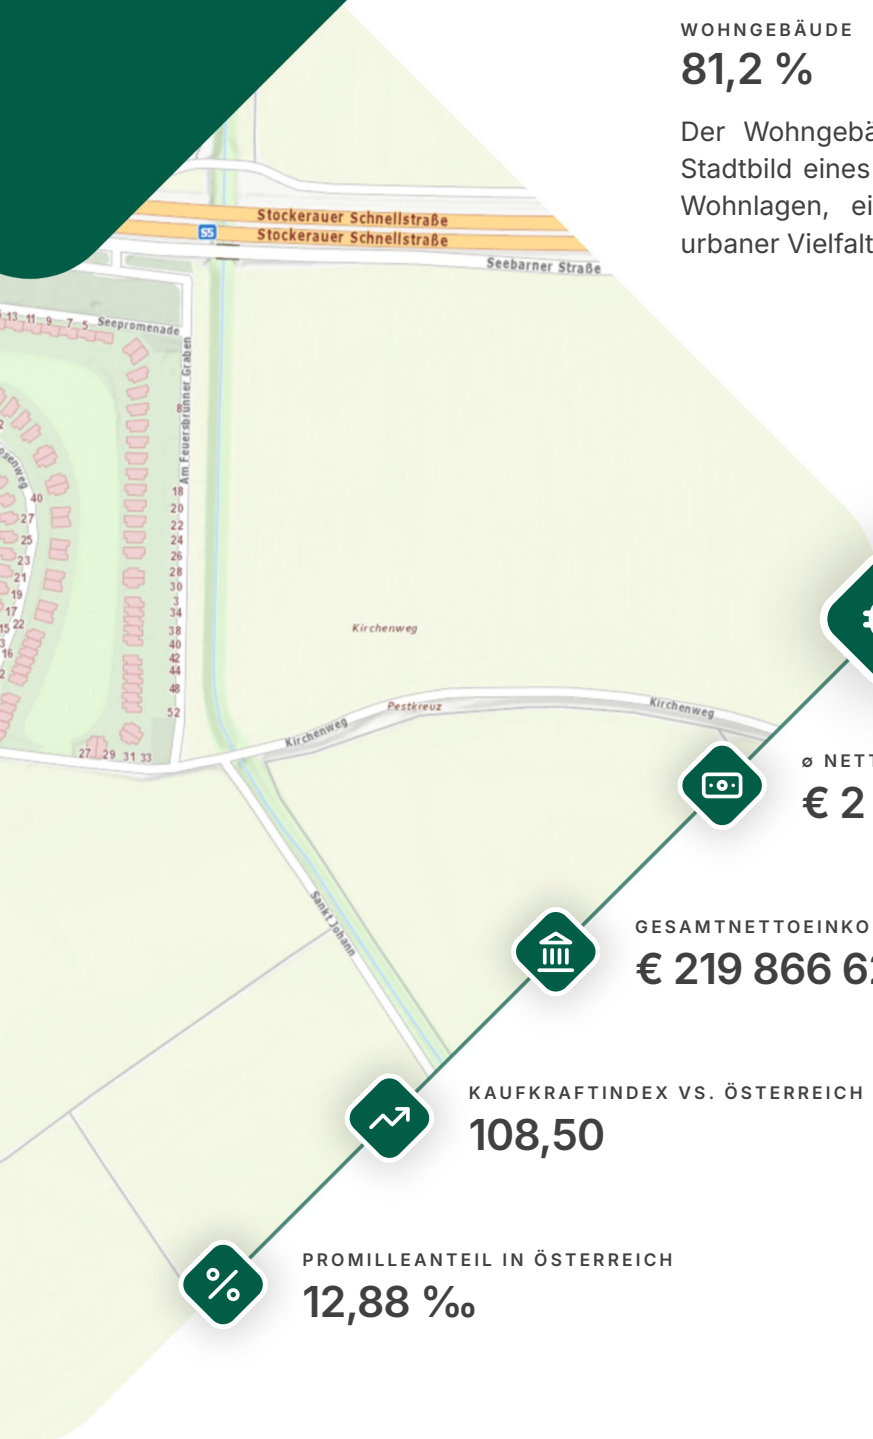 WOHNGEBÄUDE
81,2 %
Der Wohngebä
Stadtbild eines
Wohnlagen, ei
urbaner Vielfalt
Stockerauer Schnellstraße
S5
Stockerauer Schnellstraße
Seebarner Straße
13 11 9 7 5 Seepromenade
Am Feuersbrunner Graben
8
18
20
22
24
26
28
30
3
34
38
40
42
44
48
52
40
27
25
23
21
19
17
22
15
16
27 29 31 33
Kirchenweg
Pestkreuz
Kirchenweg
Kirchenweg
Sankt Johann
ø NETT
€ 2
GESAMTNETTOEINKO
€ 219 866 62
KAUFKRAFTINDEX VS. ÖSTERREICH
108,50
PROMILLEANTEIL IN ÖSTERREICH
12,88 ‰